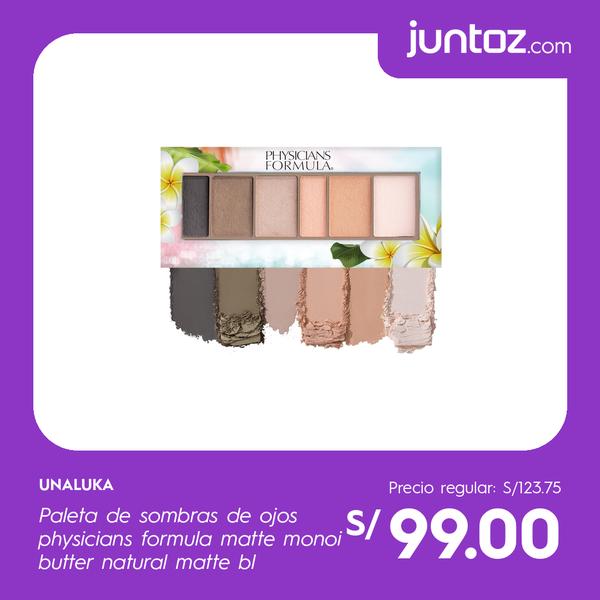 juntoz.com
PHYSICIANS
FORMULA®
UNALUKA
Paleta de sombras de ojos
physicians formula matte monoi
butter natural matte bl
Precio regular: S/123.75
S/99.00